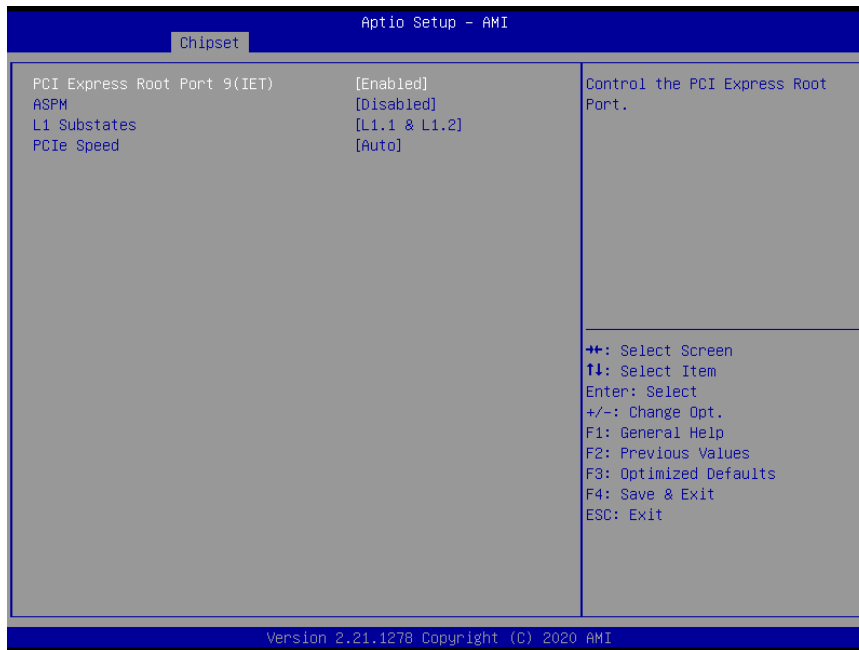 Aptio Setup – AMI
Chipset
PCI Express Root Port 9(IET) [Enabled]
ASPM [Disabled]
L1 Substates [L1.1 & L1.2]
PCIe Speed [Auto]
Control the PCI Express Root
Port.
→←: Select Screen
↑↓: Select Item
Enter: Select
+/-: Change Opt.
F1: General Help
F2: Previous Values
F3: Optimized Defaults
F4: Save & Exit
ESC: Exit
Version 2.21.1278 Copyright (C) 2020 AMI